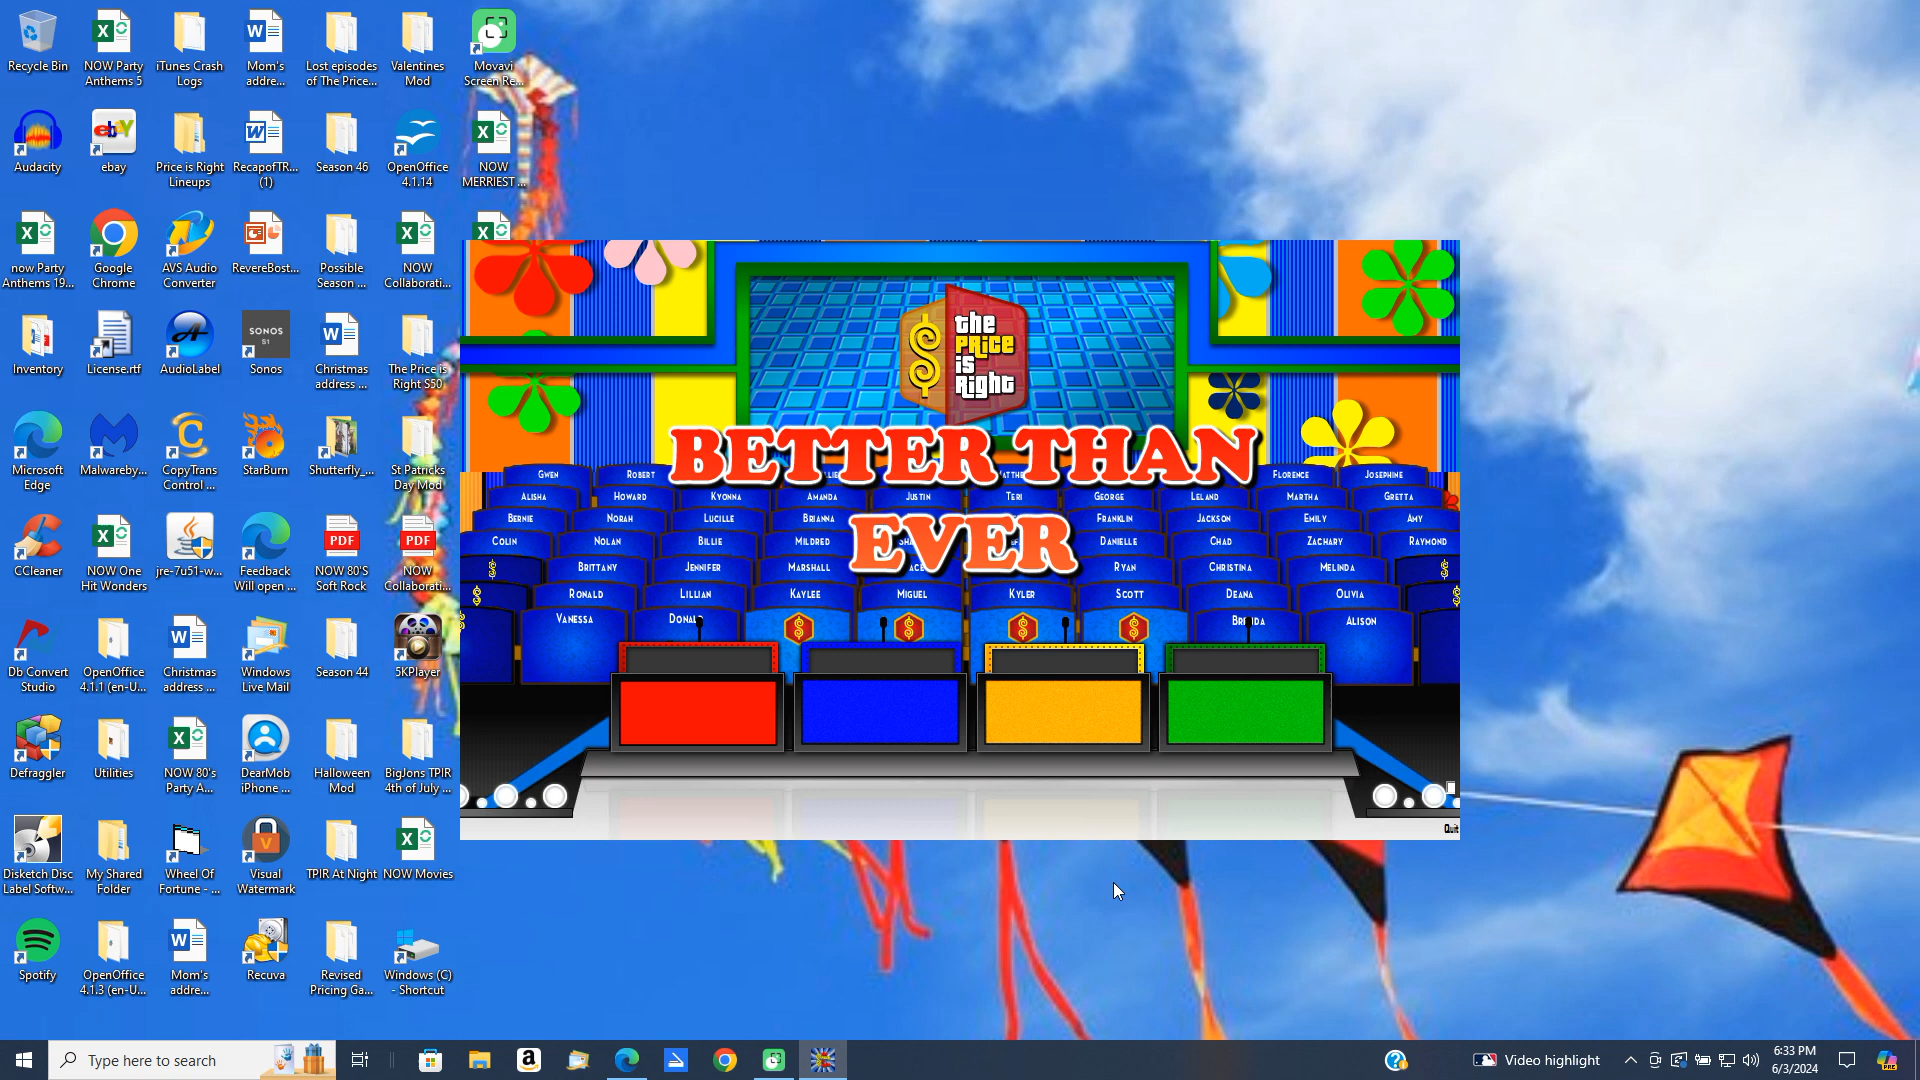 Recycle Bin
NOW Party
Anthems 5
iTunes Crash
Logs
Mom's
addre...
Lost episodes
of The Price...
Valentines
Mod
Movavi
Screen Re...
Audacity
ebay
Price is Right
Lineups
RecapofTR...
(1)
Season 46
OpenOffice
4.1.14
NOW
MERRIEST ...
now Party
Anthems 19...
Google
Chrome
AVS Audio
Converter
RevereBost...
Possible
Season ...
NOW
Collaborati...
Inventory
License.rtf
AudioLabel
SONOS
S1
Sonos
Christmas
address ...
The Price is
Right S50
Microsoft
Edge
Malwareby...
CopyTrans
Control ...
StarBurn
Shutterfly_...
St Patricks
Day Mod
CCleaner
NOW One
Hit Wonders
jre-7u51-w...
Feedback
Will open ...
PDF
NOW 80'S
Soft Rock
PDF
NOW
Collaborati...
Db Convert
Studio
OpenOffice
4.1.1 (en-U...
Christmas
address ...
Windows
Live Mail
Season 44
5KPlayer
Defraggler
Utilities
NOW 80's
Party A...
DearMob
iPhone ...
Halloween
Mod
BigJons TPIR
4th of July ...
Disketch Disc
Label Softw...
My Shared
Folder
Wheel Of
Fortune - ...
Visual
Watermark
TPIR At Night
NOW Movies
Spotify
OpenOffice
4.1.3 (en-U...
Mom's
addre...
Recuva
Revised
Pricing Ga...
Windows (C)
- Shortcut
the
PRICE
is
Right
BETTER THAN
EVER
GWEN ROBERT FLORENCE JOSEPHINE
ALISHA HOWARD KYONNA AMANDA JUSTIN TERI GEORGE LELAND MARTHA GRETTA
BERNIE NORAH LUCILLE BRIANNA FRANKLIN JACKSON EMILY AMY
COLIN NOLAN BILLIE MILDRED DANIELLE CHAD ZACHARY RAYMOND
BRITTANY JENNIFER MARSHALL RYAN CHRISTINA MELINDA
RONALD LILLIAN KAYLEE MIGUEL KYLER SCOTT DEANA OLIVIA
VANESSA DONALD BRENDA ALISON
Quit
Type here to search
Video highlight
6:33 PM
6/3/2024